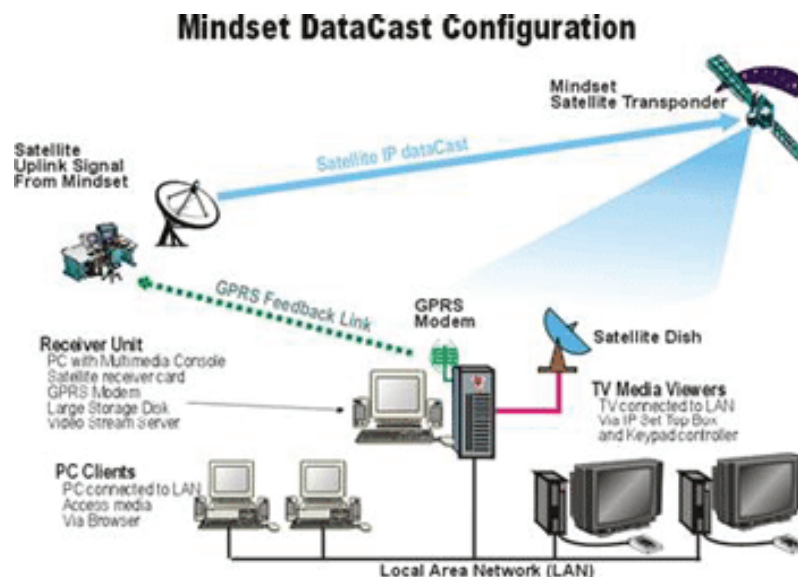 Mindset DataCast Configuration
Mindset
Satellite Transponder
Satellite
Uplink Signal
From Mindset
Satellite IP dataCast
GPRS Feedback Link
GPRS
Modem
Satellite Dish
Receiver Unit
PC with Multimedia Console
Satellite receiver card
GPRS Modem
Large Storage Disk
Video Stream Server
TV Media Viewers
TV connected to LAN
Via IP Set Top Box
and Keypad controller
PC Clients
PC connected to LAN
Access media
Via Browser
Local Area Network (LAN)